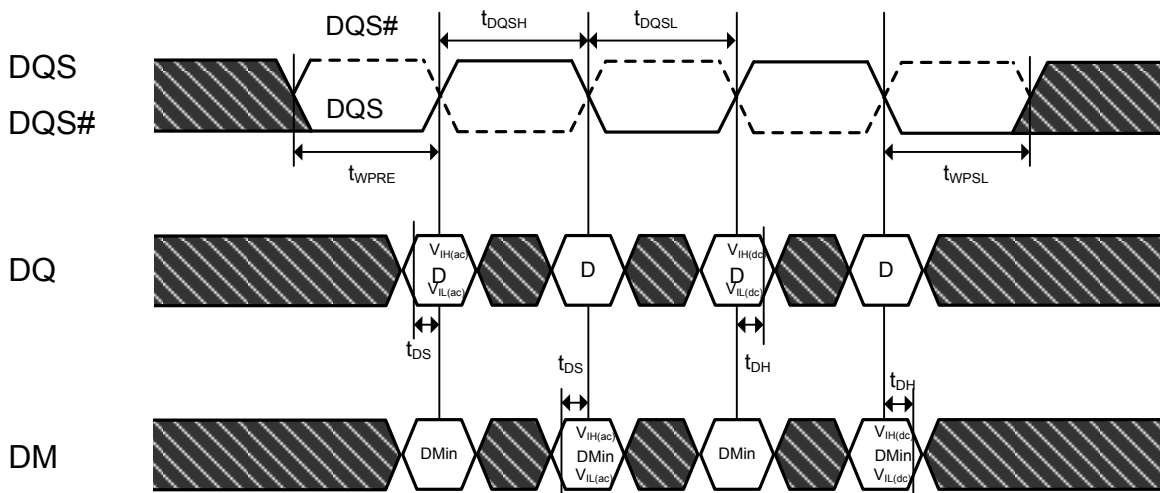 DQS#
tDQSH
tDQSL
DQS
DQS
DQS#
tWPRE
tWPSL
DQ
VIH(ac)
D
VIL(ac)
D
VIH(dc)
D
VIL(dc)
D
tDS
tDS
tDH
tDH
DM
DMin
VIH(ac)
DMin
VIL(ac)
DMin
VIH(dc)
DMin
VIL(dc)